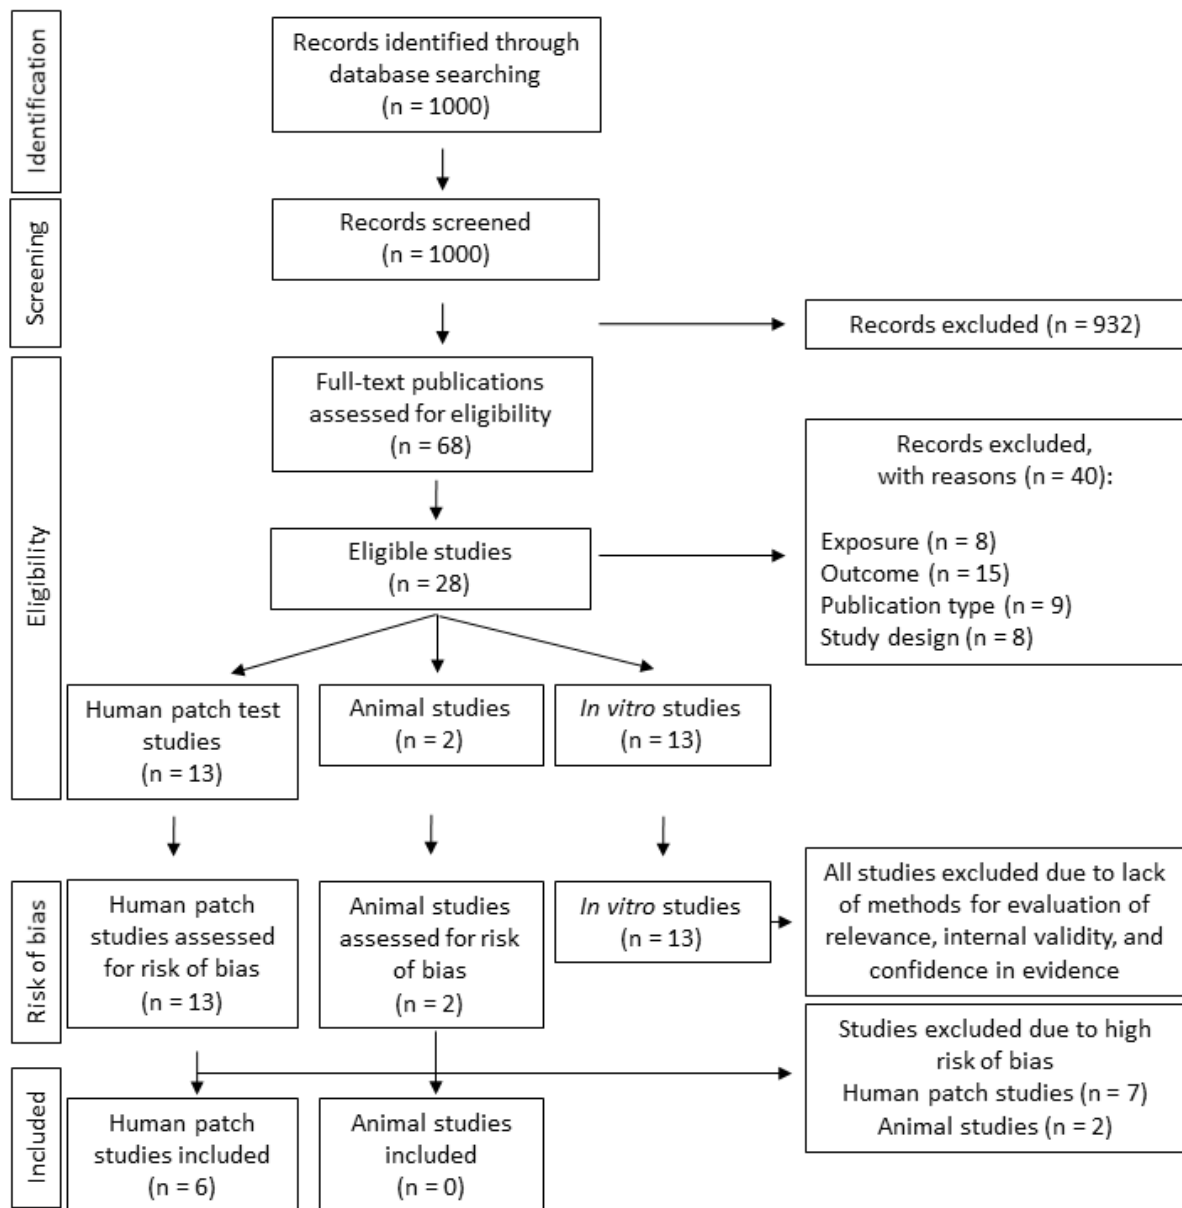 Identification
Records identified through
database searching
(n = 1000)
Screening
Records screened
(n = 1000)
Records excluded (n = 932)
Eligibility
Full-text publications
assessed for eligibility
(n = 68)
Records excluded,
with reasons (n = 40):
Exposure (n = 8)
Outcome (n = 15)
Publication type (n = 9)
Study design (n = 8)
Eligible studies
(n = 28)
Human patch test
studies
(n = 13)
Animal studies
(n = 2)
In vitro studies
(n = 13)
Risk of bias
Human patch
studies assessed
for risk of bias
(n = 13)
Animal studies
assessed for risk
of bias
(n = 2)
In vitro studies
(n = 13)
All studies excluded due to lack
of methods for evaluation of
relevance, internal validity, and
confidence in evidence
Studies excluded due to high
risk of bias
Human patch studies (n = 7)
Animal studies (n = 2)
Included
Human patch
studies included
(n = 6)
Animal studies
included
(n = 0)